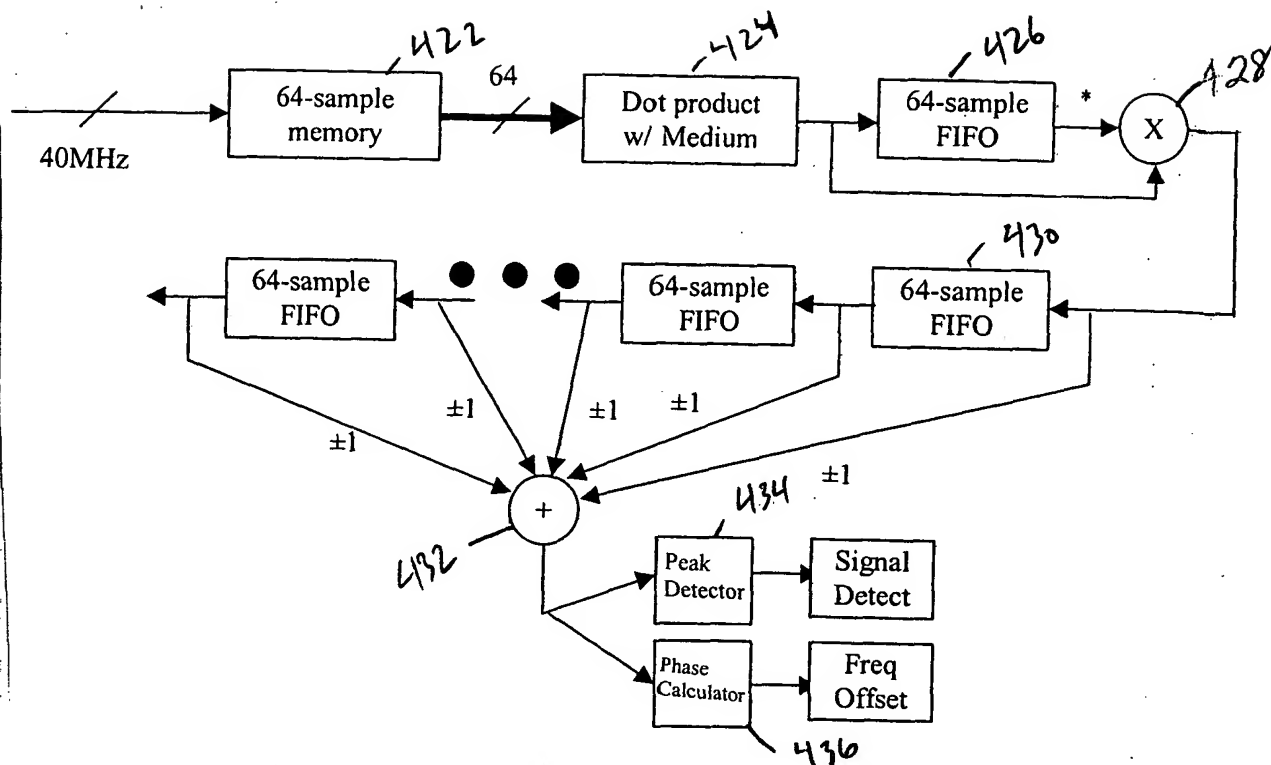 422
424
426
428
64
*
64-sample
memory
Dot product
w/ Medium
64-sample
FIFO
X
40MHz
430
64-sample
FIFO
64-sample
FIFO
64-sample
FIFO
±1
±1
±1
±1
+
432
434
Peak
Detector
Signal
Detect
Phase
Calculator
Freq
Offset
436